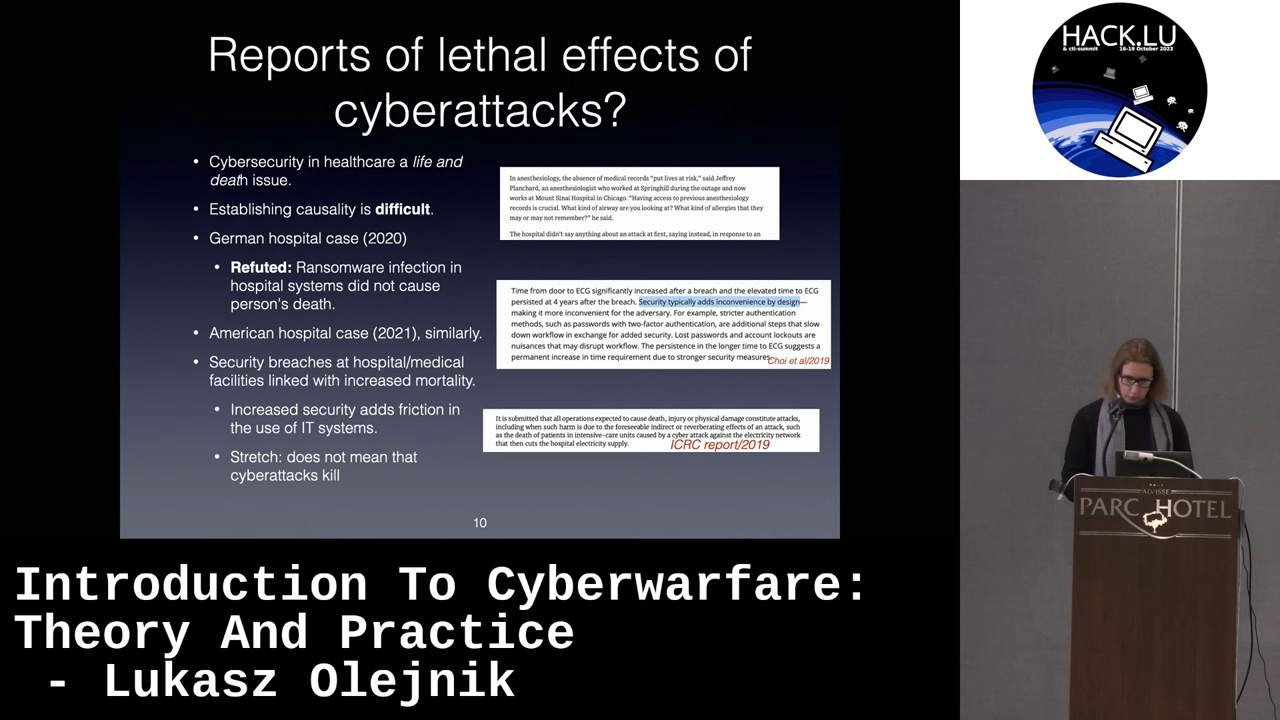 Reports of lethal effects of
cyberattacks?
• Cybersecurity in healthcare a life and
death issue.
• Establishing causality is difficult.
• German hospital case (2020)
• Refuted: Ransomware infection in
hospital systems did not cause
person's death.
• American hospital case (2021), similarly.
• Security breaches at hospital/medical
facilities linked with increased mortality.
• Increased security adds friction in
the use of IT systems.
• Stretch: does not mean that
cyberattacks kill
In anesthesiology, the absence of medical records "put lives at risk," said Jeffrey
Planchard, an anesthesiologist who worked at Springhill during the outage and now
works at Mount Sinai Hospital in Chicago. "Having access to previous anesthesiology
records is crucial. What kind of airway are you looking at? What kind of allergies that they
may or may not remember?" he said.
The hospital didn't say anything about an attack at first, saying instead, in response to an
Time from door to ECG significantly increased after a breach and the elevated time to ECG
persisted at 4 years after the breach. Security typically adds inconvenience by design—
making it more inconvenient for the adversary. For example, stricter authentication
methods, such as passwords with two-factor authentication, are additional steps that slow
down workflow in exchange for added security. Lost passwords and account lockouts are
nuisances that may disrupt workflow. The persistence in the longer time to ECG suggests a
permanent increase in time requirement due to stronger security measures.
Choi et al/2019
It is submitted that all operations expected to cause death, injury or physical damage constitute attacks,
including when such harm is due to the foreseeable indirect or reverberating effects of an attack, such
as the death of patients in intensive-care units caused by a cyber attack against the electricity network
that then cuts the hospital electricity supply.
ICRC report/2019
10
HACK.LU
& cti-summit 16-19 October 2023
ALVISSE
PARC HOTEL
Introduction To Cyberwarfare:
Theory And Practice
- Lukasz Olejnik